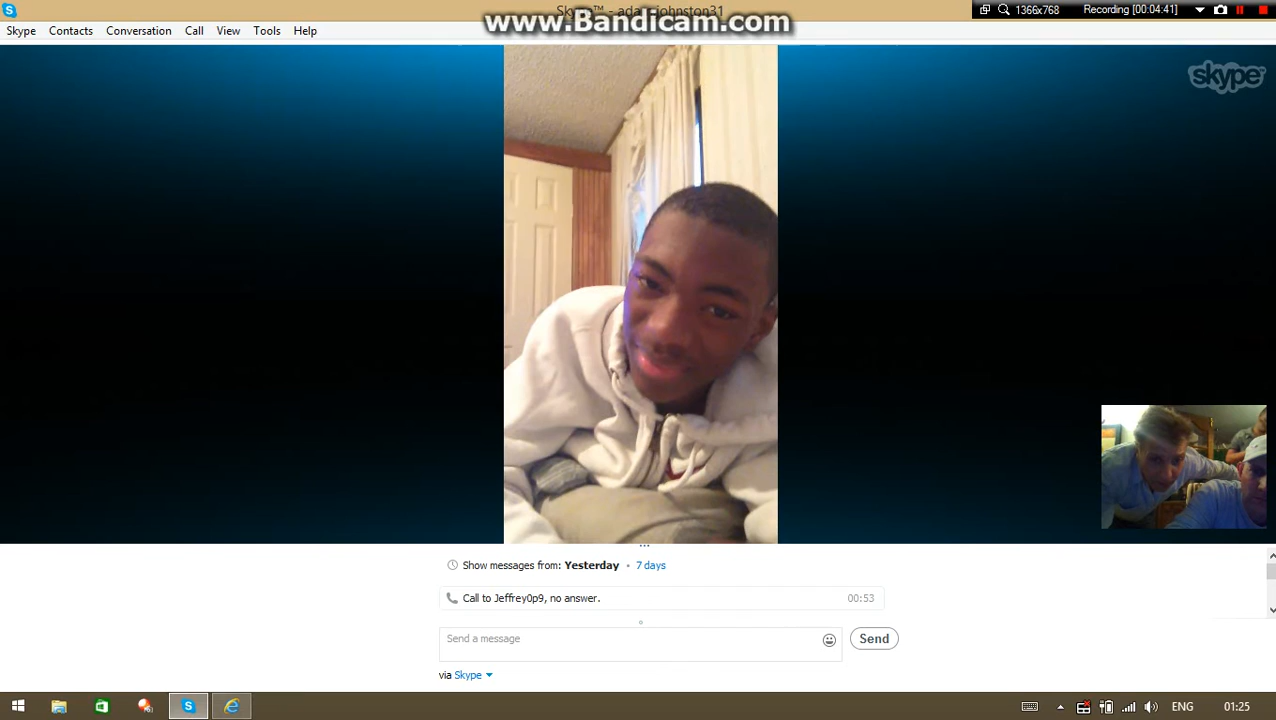 www.Bandicam.com
1366x768
Recording [00:04:41]
Skype Contacts Conversation Call View Tools Help
skype
Show messages from: Yesterday • 7 days
Call to Jeffrey0p9, no answer.
00:53
Send a message
Send
via Skype
ENG
01:25